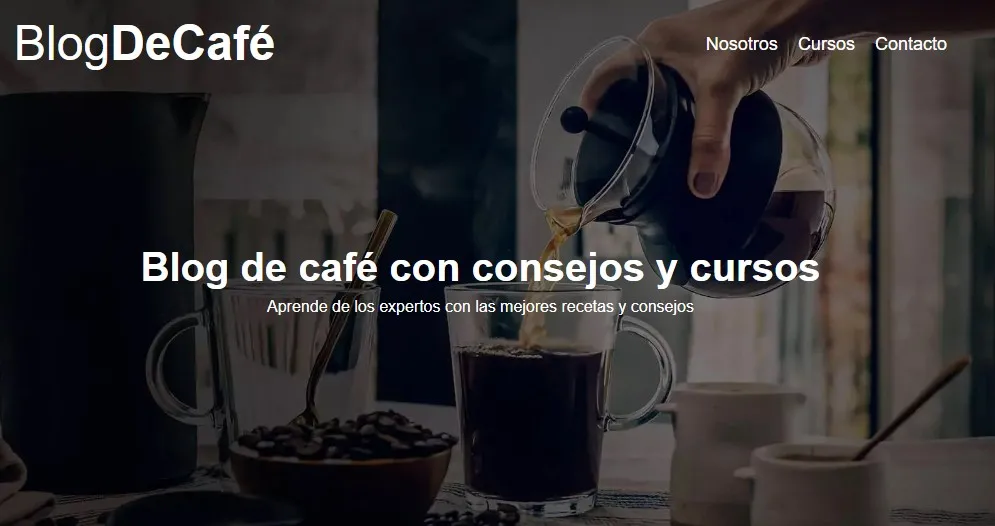 BlogDeCafé
Nosotros Cursos Contacto
Blog de café con consejos y cursos
Aprende de los expertos con las mejores recetas y consejos